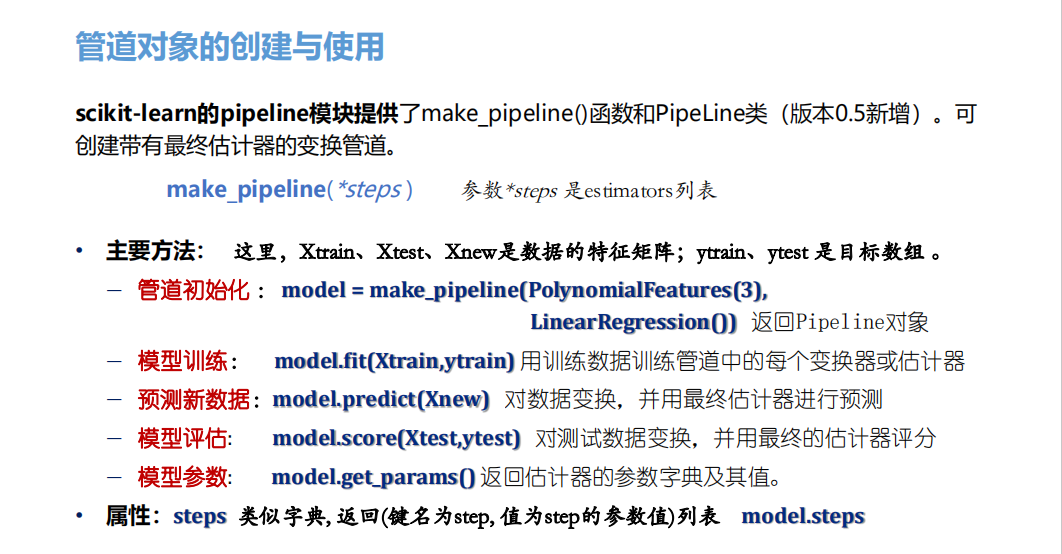 管道对象的创建与使用
scikit-learn的pipeline模块提供了make_pipeline()函数和PipeLine类（版本0.5新增）。可
创建带有最终估计器的变换管道。
make_pipeline(*steps ) 参数*steps 是estimators列表
• 主要方法： 这里，Xtrain、Xtest、Xnew是数据的特征矩阵；ytrain、ytest 是目标数组 。
– 管道初始化 ： model = make_pipeline(PolynomialFeatures(3),
LinearRegression()) 返回Pipeline对象
– 模型训练： model.fit(Xtrain,ytrain) 用训练数据训练管道中的每个变换器或估计器
– 预测新数据：model.predict(Xnew) 对数据变换，并用最终估计器进行预测
– 模型评估: model.score(Xtest,ytest) 对测试数据变换，并用最终的估计器评分
– 模型参数: model.get_params() 返回估计器的参数字典及其值。
• 属性：steps 类似字典, 返回(键名为step, 值为step的参数值)列表 model.steps